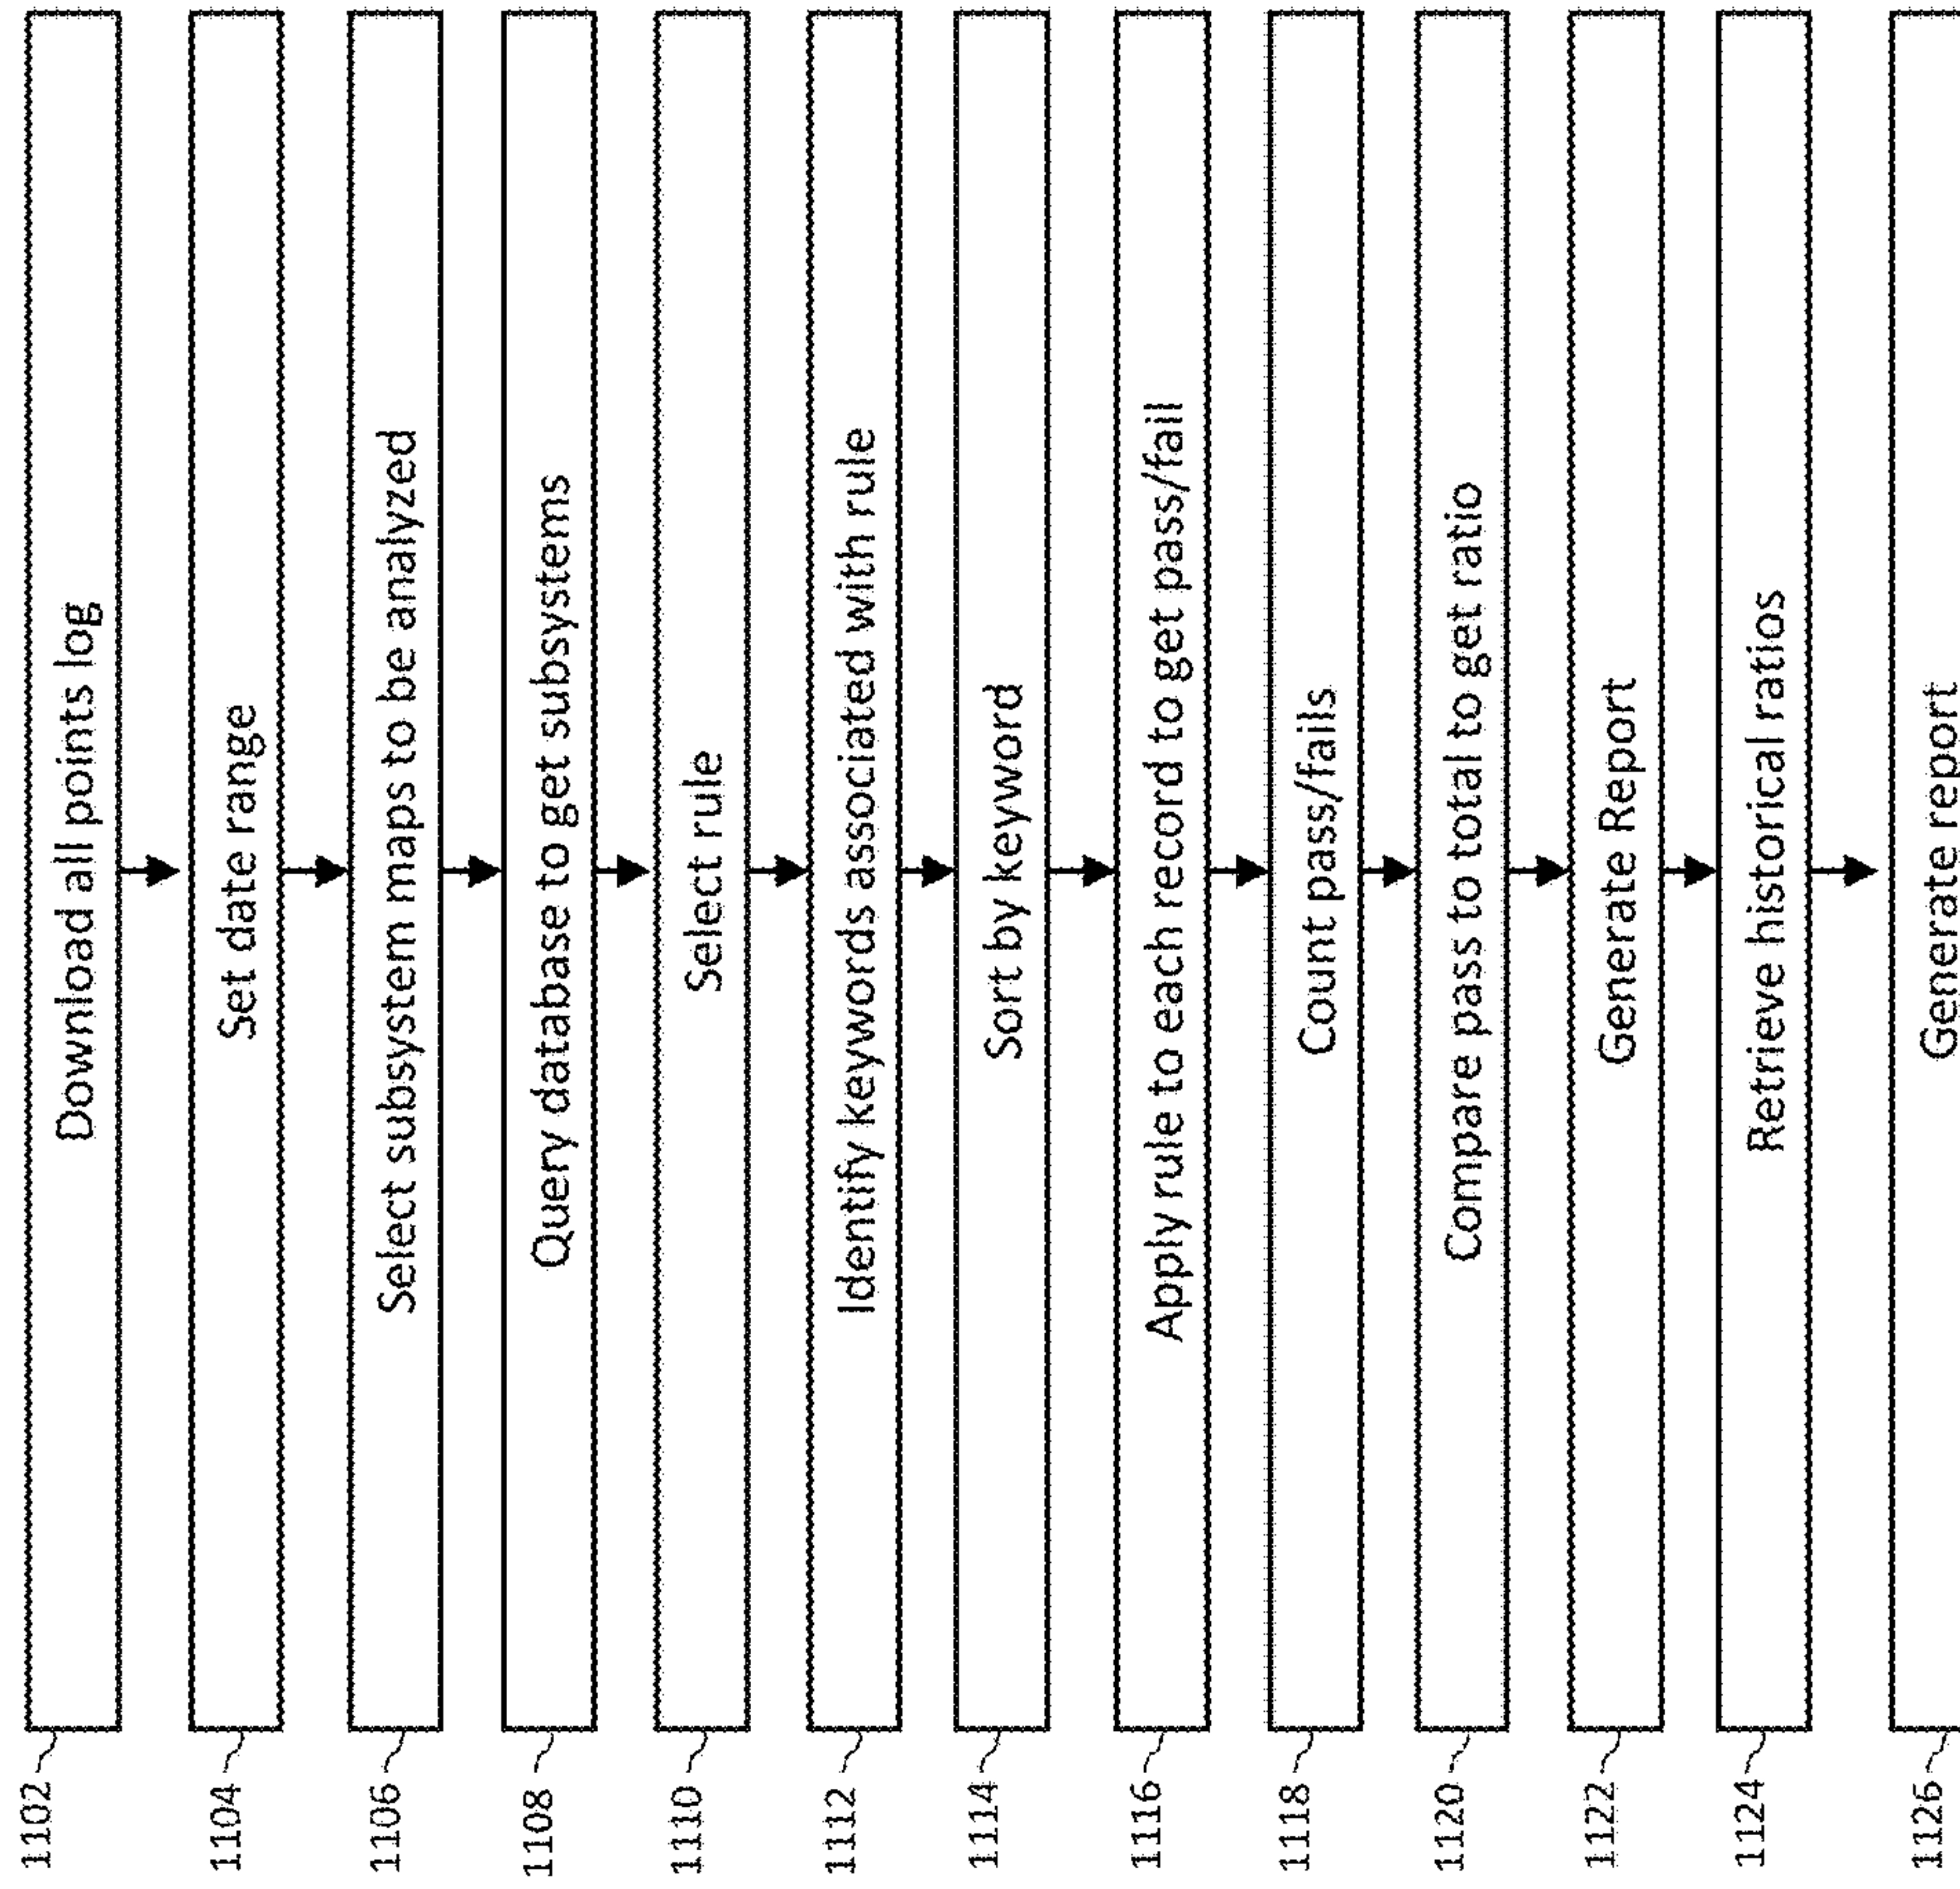 1102
Download all points log
1104
Set date range
1106
Select subsystem maps to be analyzed
1108
Query database to get subsystems
1110
Select rule
1112
Identify keywords associated with rule
1114
Sort by keyword
1116
Apply rule to each record to get pass/fail
1118
Count pass/fails
1120
Compare pass to total to get ratio
1122
Generate Report
1124
Retrieve historical ratios
1126
Generate report